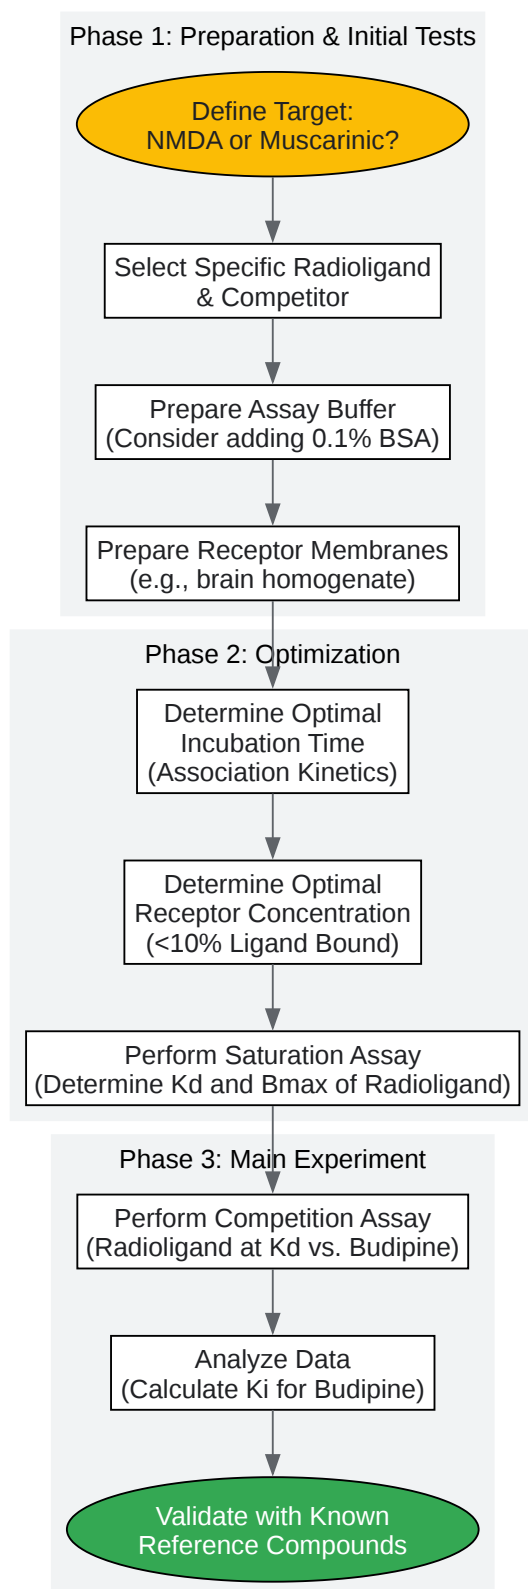 Phase 1: Preparation & Initial Tests
Define Target:
NMDA or Muscarinic?
Select Specific Radioligand
& Competitor
Prepare Assay Buffer
(Consider adding 0.1% BSA)
Prepare Receptor Membranes
(e.g., brain homogenate)
Phase 2: Optimization
Determine Optimal
Incubation Time
(Association Kinetics)
Determine Optimal
Receptor Concentration
(<10% Ligand Bound)
Perform Saturation Assay
(Determine Kd and Bmax of Radioligand)
Phase 3: Main Experiment
Perform Competition Assay
(Radioligand at Kd vs. Budipine)
Analyze Data
(Calculate Ki for Budipine)
Validate with Known
Reference Compounds